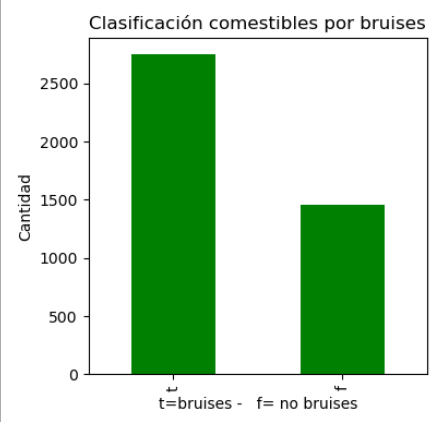 Clasificación comestibles por bruises
2500
2000
1500
1000
500
0
Cantidad
t
f
t=bruises -   f= no bruises